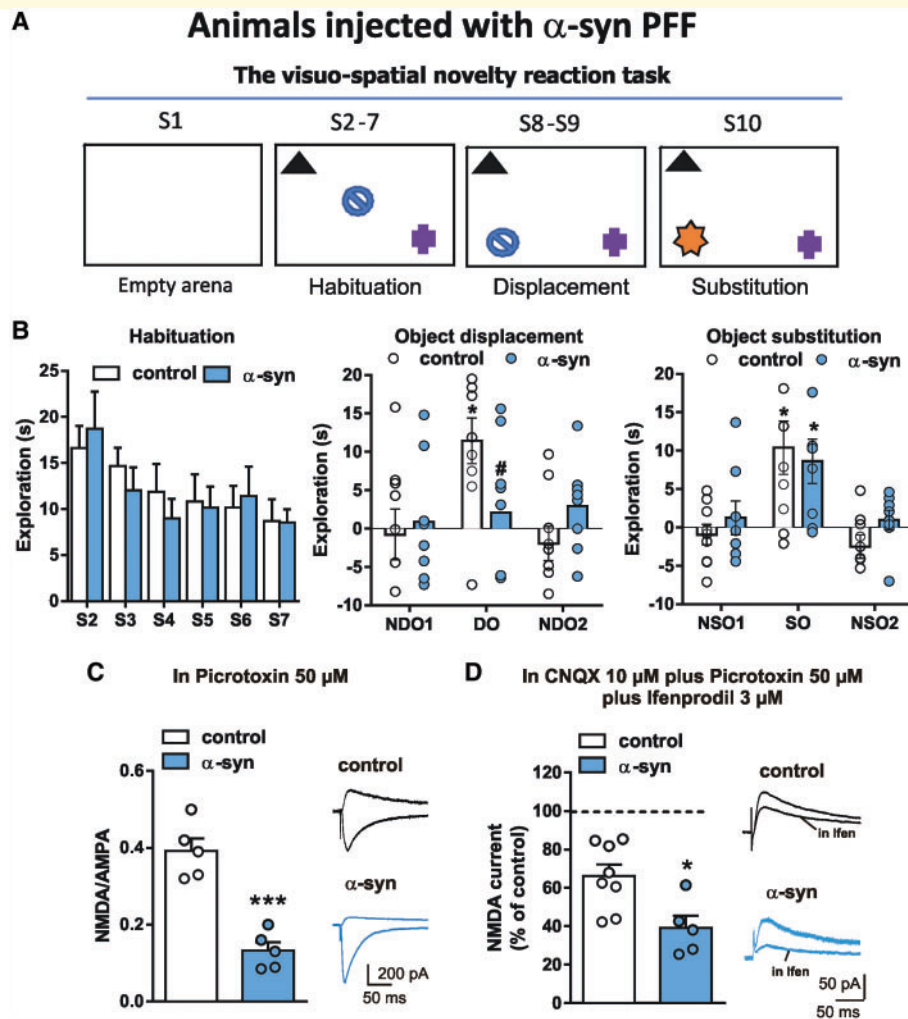 A
Animals injected with α-syn PFF
The visuo-spatial novelty reaction task
S1 S2-7 S8-S9 S10
Empty arena Habituation Displacement Substitution
B
Habituation
control α-syn
Exploration (s)
25
20
15
10
5
0
S2 S3 S4 S5 S6 S7
Object displacement
control α-syn
Exploration (s)
20
15
10
5
0
-5
-10
*
#
NDO1 DO NDO2
Object substitution
control α-syn
Exploration (s)
20
15
10
5
0
-5
-10
* *
NSO1 SO NSO2
C In Picrotoxin 50 µM
control
α-syn
NMDA/AMPA
0.6
0.4
0.2
0.0
***
control
α-syn
200 pA
50 ms
D In CNQX 10 µM plus Picrotoxin 50 µM
plus Ifenprodil 3 µM
control
α-syn
NMDA current
(% of control)
120
100
80
60
40
20
0
*
control
in Ifen
α-syn
in Ifen
50 pA
50 ms